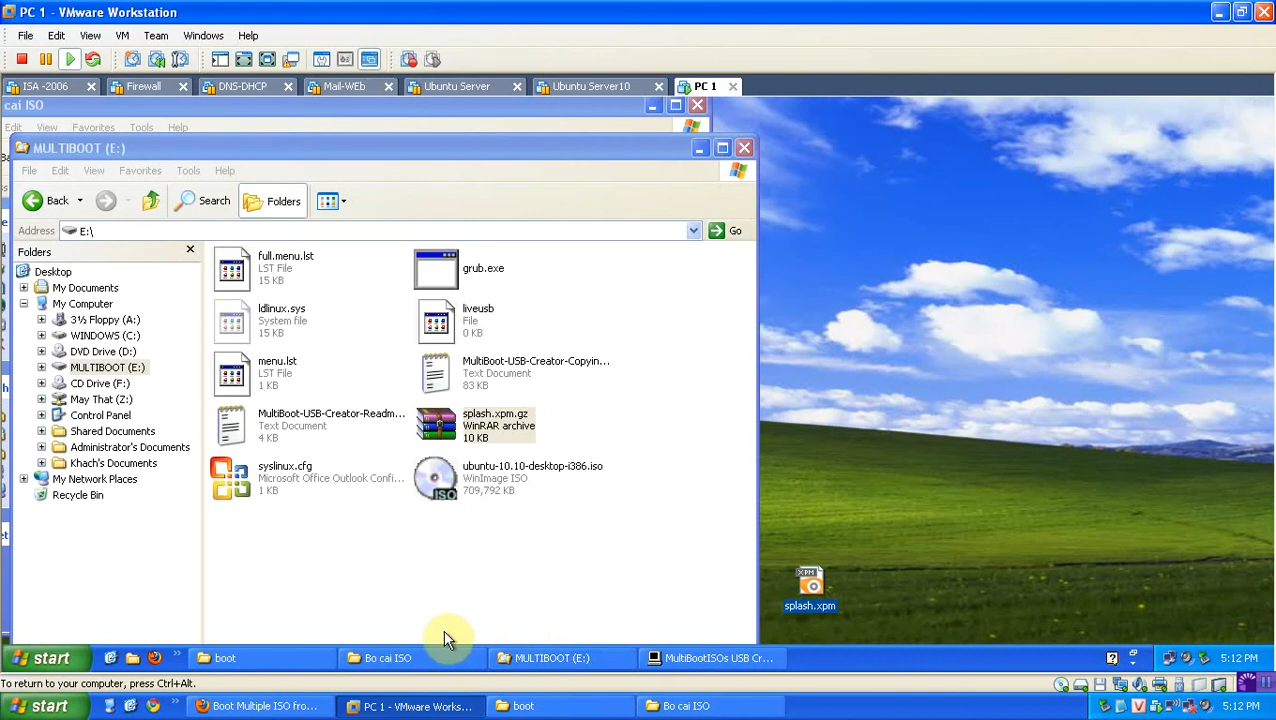 PC 1 - VMware Workstation
File Edit View VM Team Windows Help
ISA -2006 Firewall DNS-DHCP Mail-WEb Ubuntu Server Ubuntu Server10 PC 1
cai ISO
Edit View Favorites Tools Help
MULTIBOOT (E:)
File Edit View Favorites Tools Help
Back Search Folders
Address E:\ Go
Folders
Desktop
My Documents
My Computer
3½ Floppy (A:)
WINDOWS (C:)
DVD Drive (D:)
MULTIBOOT (E:)
CD Drive (F:)
May That (Z:)
Control Panel
Shared Documents
Administrator's Documents
Khach's Documents
My Network Places
Recycle Bin
full.menu.lst
LST File
15 KB
grub.exe
ldlinux.sys
System file
15 KB
liveusb
File
0 KB
menu.lst
LST File
1 KB
MultiBoot-USB-Creator-Copyin...
Text Document
83 KB
MultiBoot-USB-Creator-Readm...
Text Document
4 KB
splash.xpm.gz
WinRAR archive
10 KB
syslinux.cfg
Microsoft Office Outlook Confi...
1 KB
ubuntu-10.10-desktop-i386.iso
WinImage ISO
709,792 KB
ISO
XPM
splash.xpm
start boot Bo cai ISO MULTIBOOT (E:) MultiBootISOs USB Cr... 5:12 PM
To return to your computer, press Ctrl+Alt.
start Boot Multiple ISO fro... PC 1 - VMware Works... boot Bo cai ISO 5:12 PM